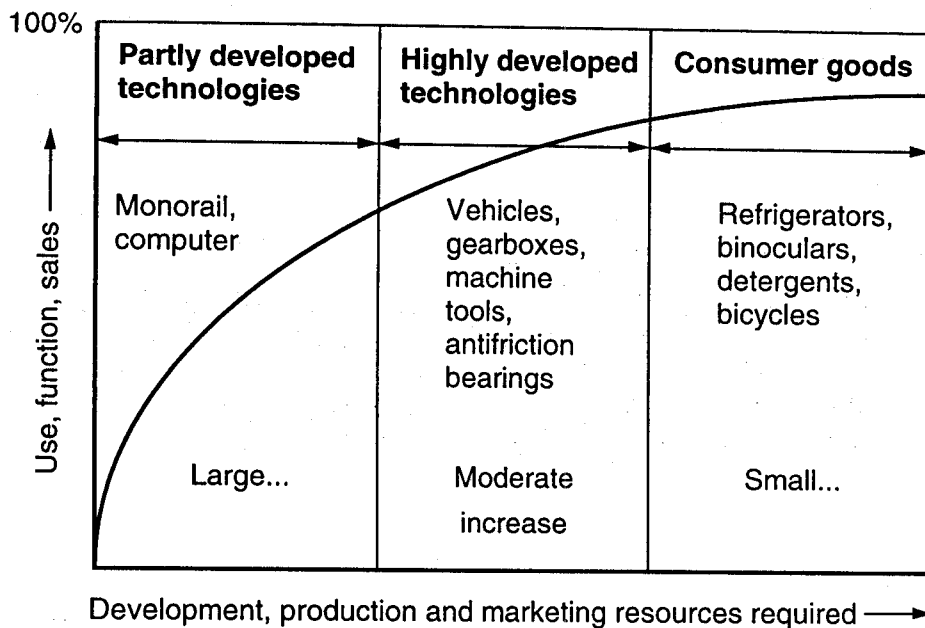 100%
Partly developed
technologies
Highly developed
technologies
Consumer goods
Monorail,
computer
Vehicles,
gearboxes,
machine
tools,
antifriction
bearings
Refrigerators,
binoculars,
detergents,
bicycles
Large...
Moderate
increase
Small...
Use, function, sales
Development, production and marketing resources required